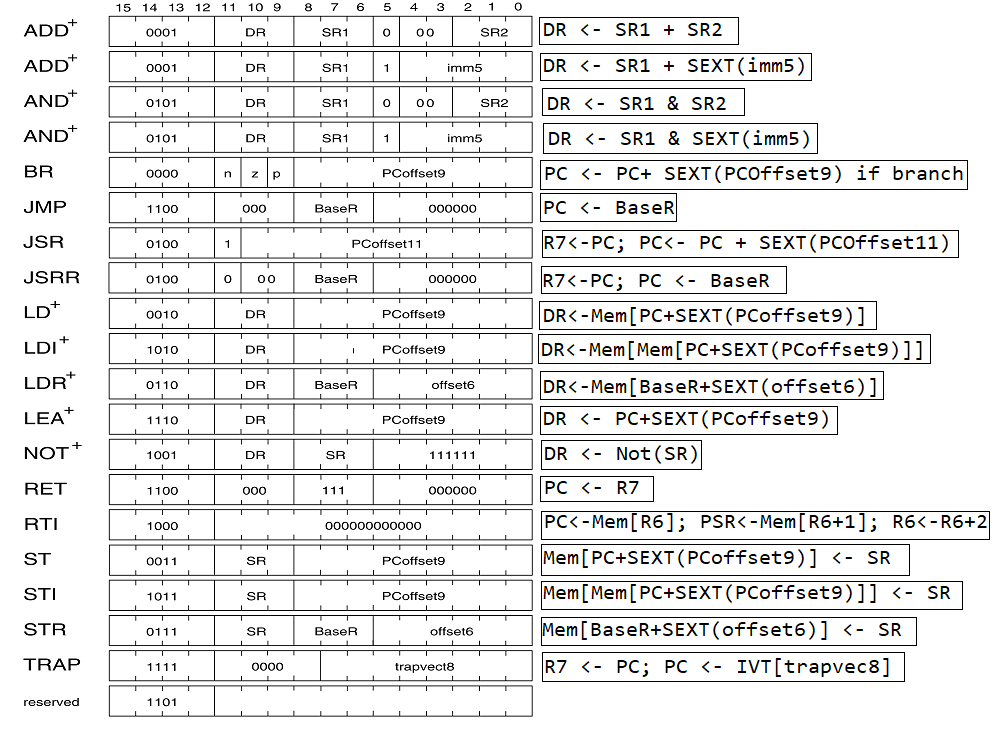 15 14 13 12 11 10 9 8 7 6 5 4 3 2 1 0
ADD+ 0001 DR SR1 0 00 SR2 DR <- SR1 + SR2
ADD+ 0001 DR SR1 1 imm5 DR <- SR1 + SEXT(imm5)
AND+ 0101 DR SR1 0 00 SR2 DR <- SR1 & SR2
AND+ 0101 DR SR1 1 imm5 DR <- SR1 & SEXT(imm5)
BR 0000 n z p PCoffset9 PC <- PC+ SEXT(PCOffset9) if branch
JMP 1100 000 BaseR 000000 PC <- BaseR
JSR 0100 1 PCoffset11 R7<-PC; PC<- PC + SEXT(PCOffset11)
JSRR 0100 0 00 BaseR 000000 R7<-PC; PC <- BaseR
LD+ 0010 DR PCoffset9 DR<-Mem[PC+SEXT(PCoffset9)]
LDI+ 1010 DR PCoffset9 DR<-Mem[Mem[PC+SEXT(PCoffset9)]]
LDR+ 0110 DR BaseR offset6 DR<-Mem[BaseR+SEXT(offset6)]
LEA+ 1110 DR PCoffset9 DR <- PC+SEXT(PCoffset9)
NOT+ 1001 DR SR 111111 DR <- Not(SR)
RET 1100 000 111 000000 PC <- R7
RTI 1000 000000000000 PC<-Mem[R6]; PSR<-Mem[R6+1]; R6<-R6+2
ST 0011 SR PCoffset9 Mem[PC+SEXT(PCoffset9)] <- SR
STI 1011 SR PCoffset9 Mem[Mem[PC+SEXT(PCoffset9)]] <- SR
STR 0111 SR BaseR offset6 Mem[BaseR+SEXT(offset6)] <- SR
TRAP 1111 0000 trapvect8 R7 <- PC; PC <- IVT[trapvec8]
reserved 1101